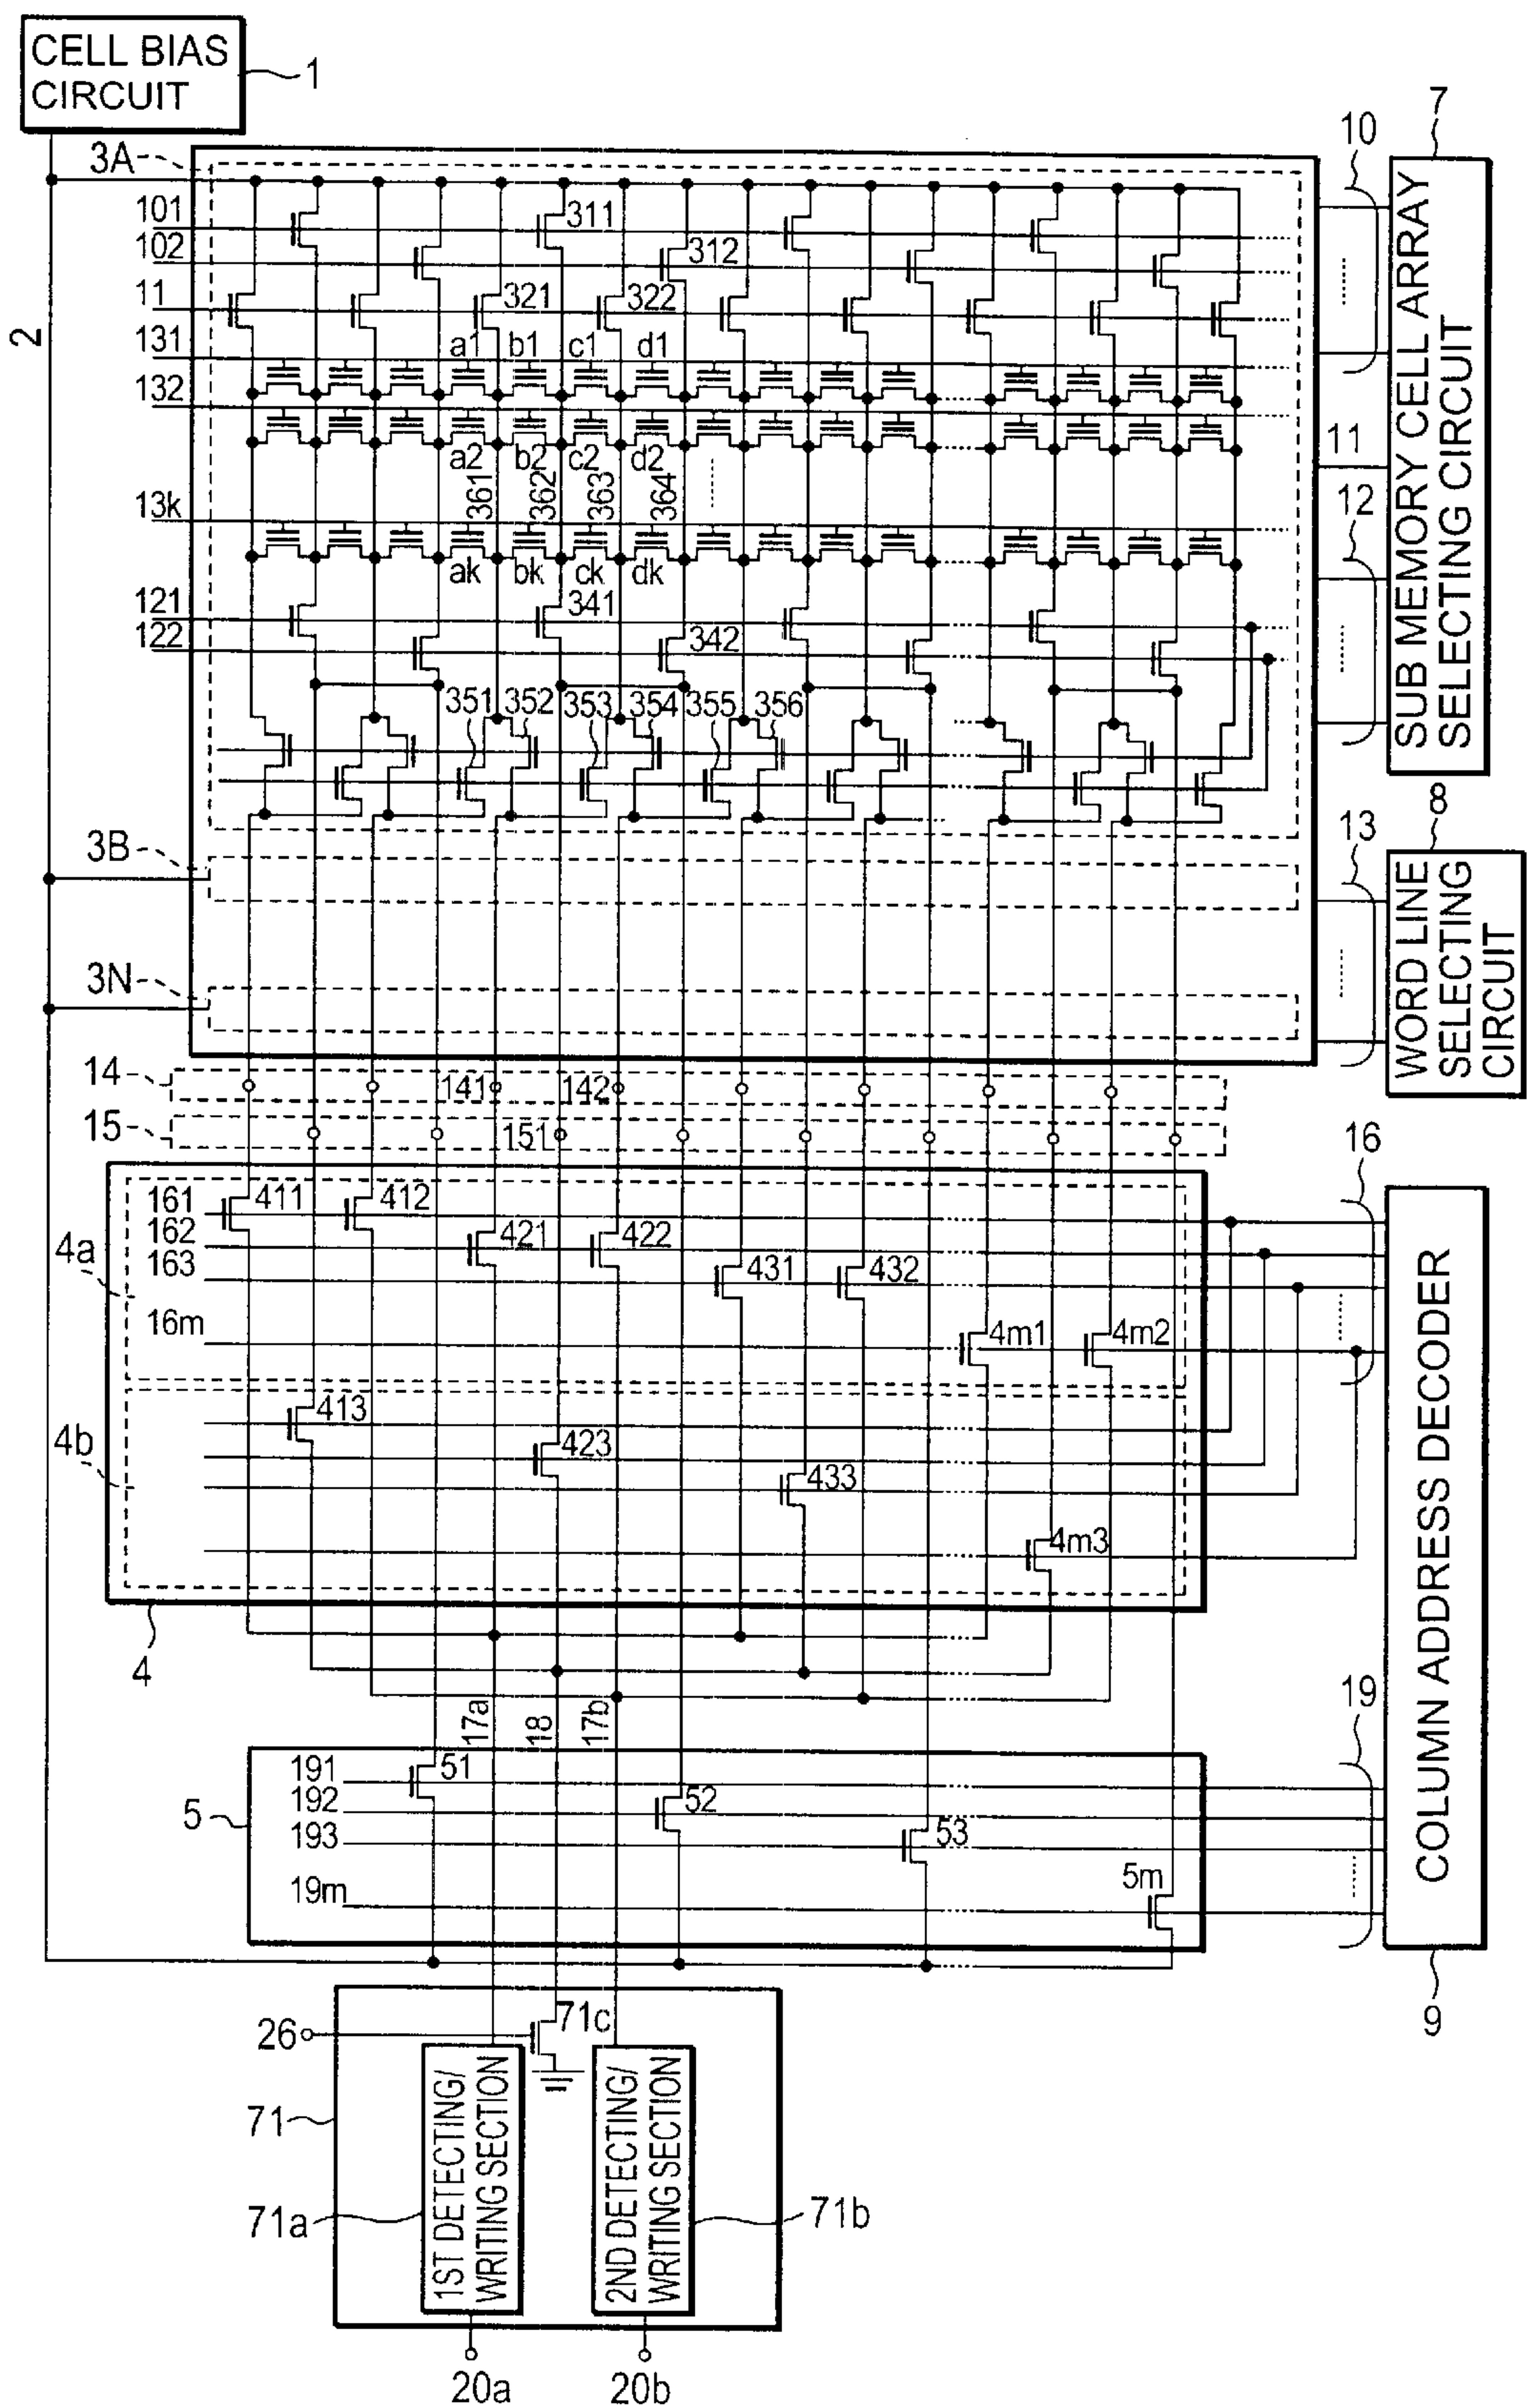 CELL BIAS
CIRCUIT
1
2
3A
101
102
11
131
132
13k
121
122
311
312
321
322
a1
b1
c1
d1
a2
b2
c2
d2
361
362
363
364
ak
bk
ck
dk
341
342
351
352
353
354
355
356
10
7
SUB MEMORY CELL ARRAY
SELECTING CIRCUIT
11
12
3B
3N
13
8
WORD LINE
SELECTING
CIRCUIT
14
141
142
15
151
16
161
162
163
16m
4a
411
412
421
422
431
432
4m1
4m2
4b
413
423
433
4m3
4
17a
18
17b
19
COLUMN ADDRESS DECODER
9
5
191
192
193
19m
51
52
53
5m
26
71c
71
71a
1ST DETECTING/
WRITING SECTION
2ND DETECTING/
WRITING SECTION
71b
20a
20b